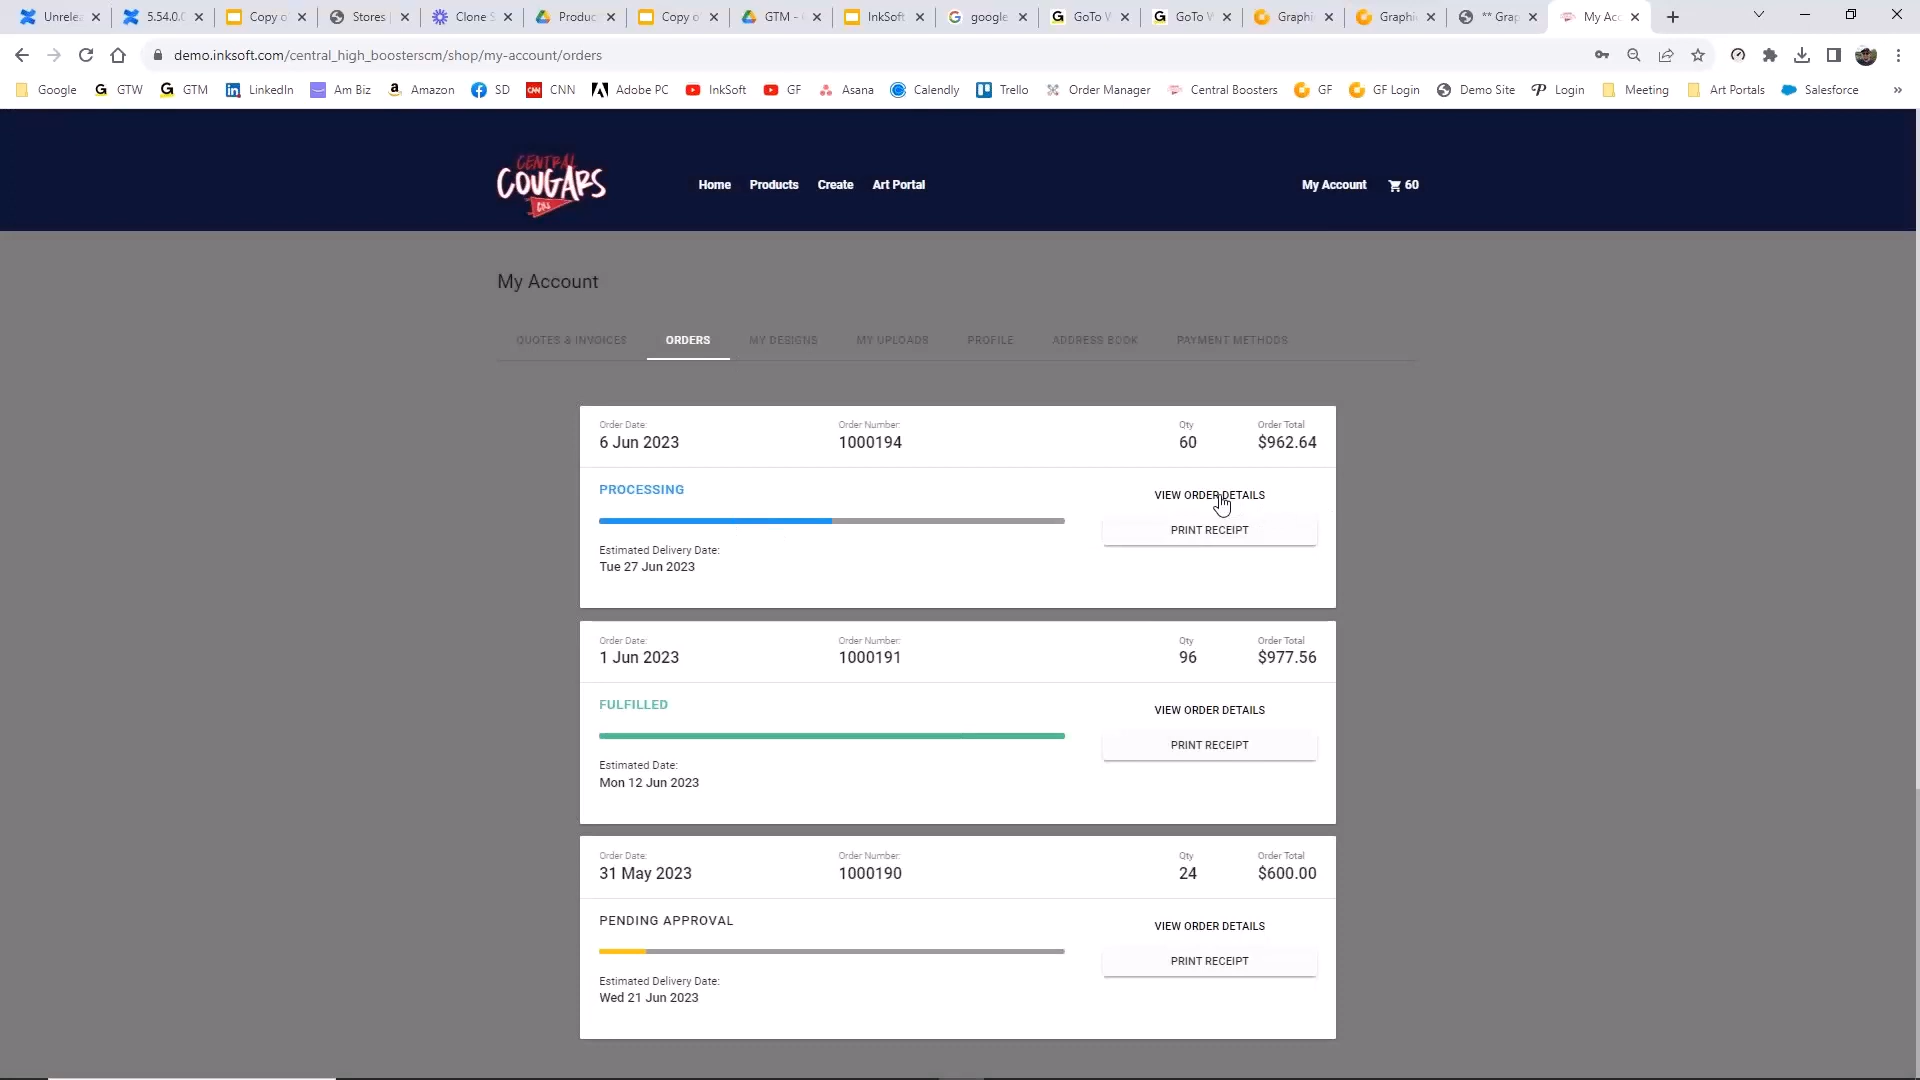 Unrele
5.54.0.0
Copy o
Stores
Clone S
Produc
Copy o
GTM -
InkSoft
google
GoTo W
GoTo W
Graphi
Graphi
** Grap
My Acc
demo.inksoft.com/central_high_boosterscm/shop/my-account/orders
Google GTW GTM LinkedIn Am Biz Amazon SD CNN Adobe PC InkSoft GF Asana Calendly Trello Order Manager Central Boosters GF GF Login Demo Site Login Meeting Art Portals Salesforce »
CENTRAL
COUGARS
CHS
Home Products Create Art Portal My Account 60
My Account
QUOTES & INVOICES ORDERS MY DESIGNS MY UPLOADS PROFILE ADDRESS BOOK PAYMENT METHODS
Order Date: Order Number: Qty Order Total
6 Jun 2023 1000194 60 $962.64
PROCESSING
VIEW ORDER DETAILS
PRINT RECEIPT
Estimated Delivery Date:
Tue 27 Jun 2023
Order Date: Order Number: Qty Order Total
1 Jun 2023 1000191 96 $977.56
FULFILLED
VIEW ORDER DETAILS
PRINT RECEIPT
Estimated Date:
Mon 12 Jun 2023
Order Date: Order Number: Qty Order Total
31 May 2023 1000190 24 $600.00
PENDING APPROVAL
VIEW ORDER DETAILS
PRINT RECEIPT
Estimated Delivery Date:
Wed 21 Jun 2023